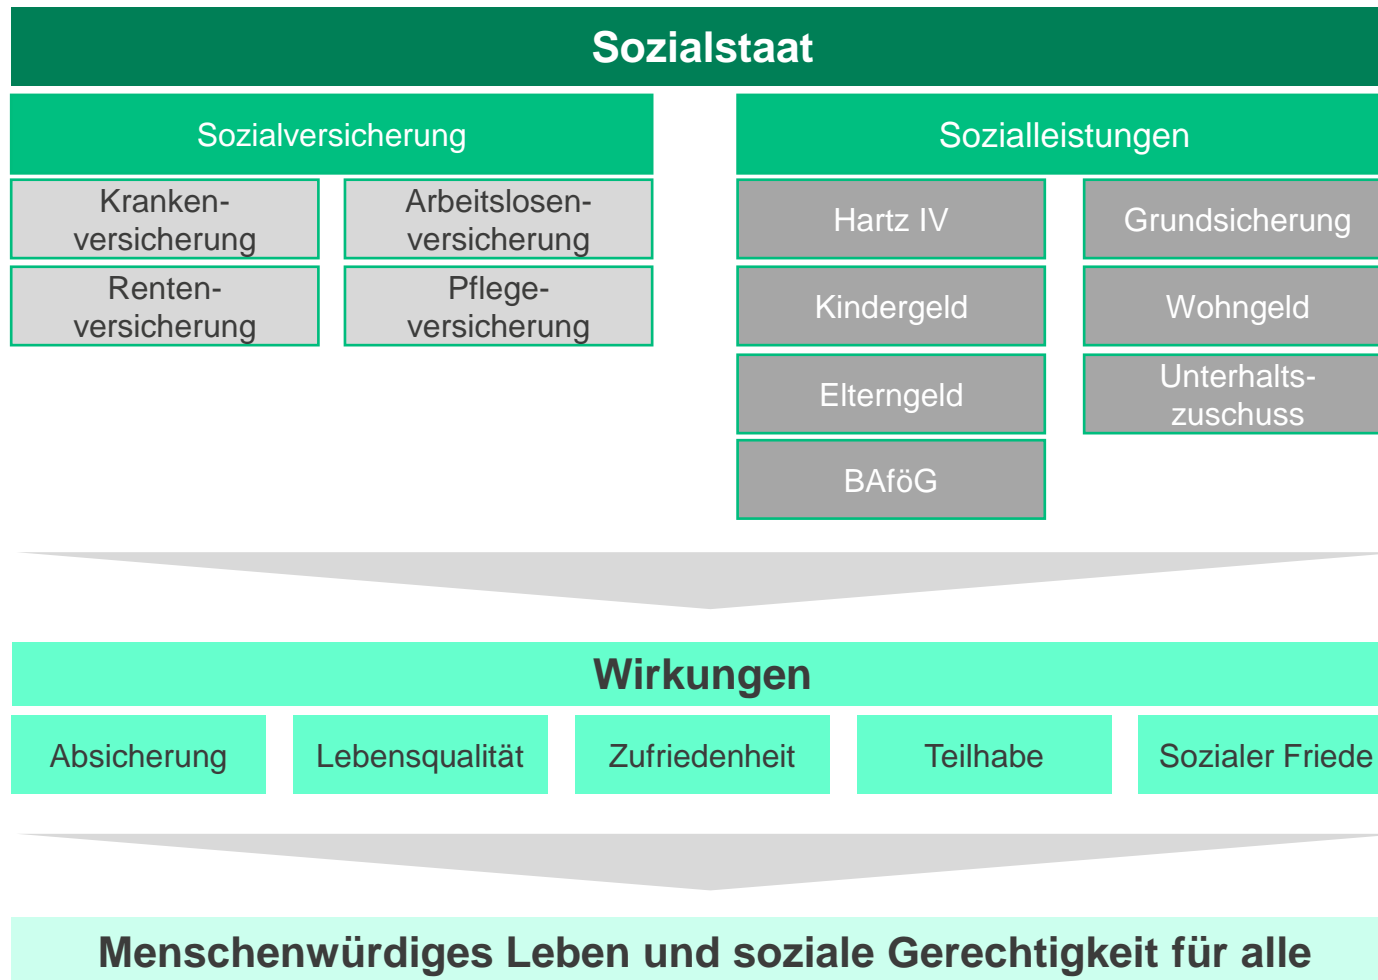 Sozialstaat
Sozialversicherung
Sozialleistungen
Kranken-
versicherung
Arbeitslosen-
versicherung
Renten-
versicherung
Pflege-
versicherung
Hartz IV
Grundsicherung
Kindergeld
Wohngeld
Elterngeld
Unterhalts-
zuschuss
BAföG
Wirkungen
Absicherung
Lebensqualität
Zufriedenheit
Teilhabe
Sozialer Friede
Menschenwürdiges Leben und soziale Gerechtigkeit für alle